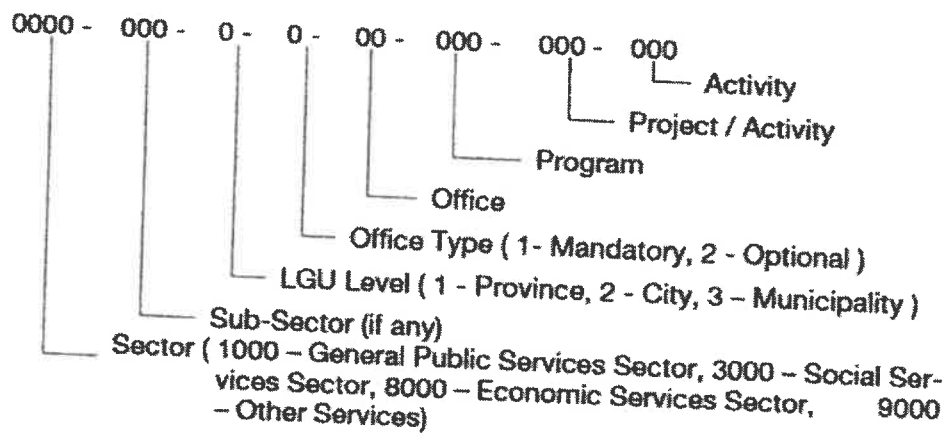 0000 - 000 - 0 - 0 - 00 - 000 - 000 - 000
Activity
Project / Activity
Program
Office
Office Type ( 1- Mandatory, 2 - Optional )
LGU Level ( 1 - Province, 2 - City, 3 – Municipality )
Sub-Sector (if any)
Sector ( 1000 – General Public Services Sector, 3000 – Social Ser-
vices Sector, 8000 – Economic Services Sector, 9000
– Other Services)